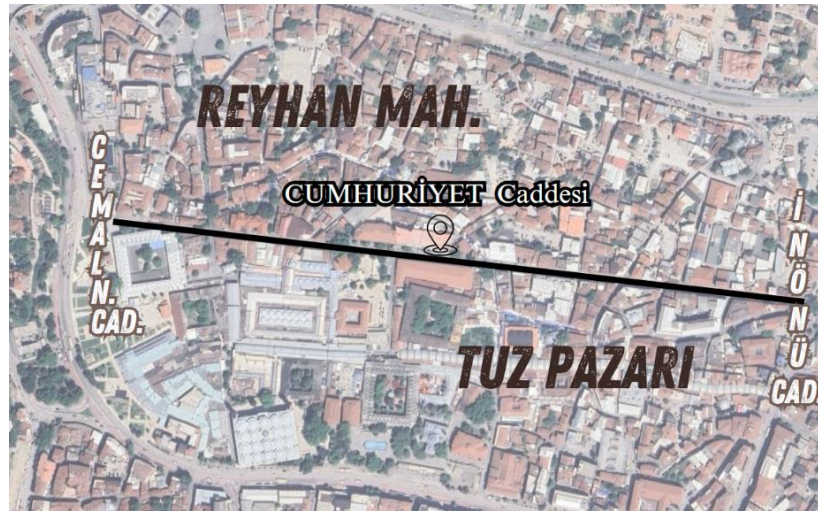 REYHAN MAH.
CEMAL N. CAD.
CUMHURİYET Caddesi
İNÖNÜ CAD.
TUZ PAZARI